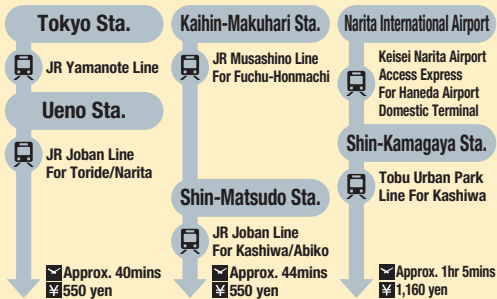 Tokyo Sta.
JR Yamanote Line
Ueno Sta.
JR Joban Line
For Toride/Narita
Approx. 40mins
¥ 550 yen
Kaihin-Makuhari Sta.
JR Musashino Line
For Fuchu-Honmachi
Shin-Matsudo Sta.
JR Joban Line
For Kashiwa/Abiko
Approx. 44mins
¥ 550 yen
Narita International Airport
Keisei Narita Airport
Access Express
For Haneda Airport
Domestic Terminal
Shin-Kamagaya Sta.
Tobu Urban Park
Line For Kashiwa
Approx. 1hr 5mins
¥ 1,160 yen